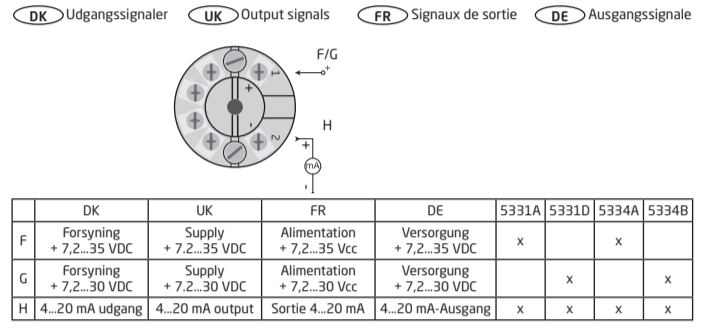 DK Udgangssignaler UK Output signals FR Signaux de sortie DE Ausgangssignale
F/G
+
1
+
-
2
H
+
mA
-
DK UK FR DE 5331A 5331D 5334A 5334B
F Forsyning + 7,2...35 VDC Supply + 7.2...35 VDC Alimentation + 7,2...35 Vcc Versorgung + 7,2...35 VDC x x
G Forsyning + 7,2...30 VDC Supply + 7.2...30 VDC Alimentation + 7,2...30 Vcc Versorgung + 7,2...30 VDC x x
H 4...20 mA udgang 4...20 mA output Sortie 4...20 mA 4...20 mA-Ausgang x x x x